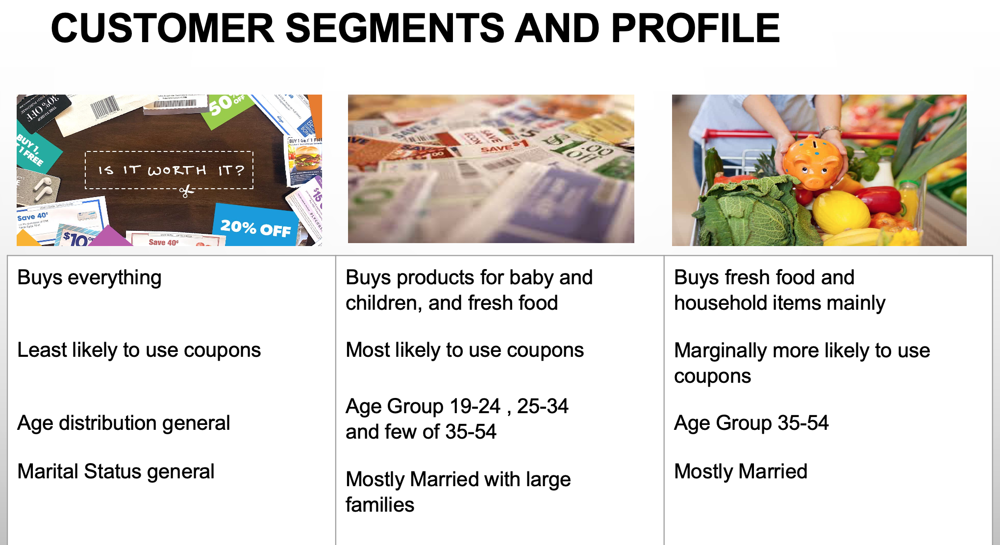 CUSTOMER SEGMENTS AND PROFILE
30% OFF
50%
OFF
BUY 1,
FREE
BUY 1 GET 1 FRE
IS IT WORTH IT?
$15
Save 40¢
$10
Save 40¢
20% OFF
SAVE
SAVE
SAVE $1
$1.00
off
Buys everything
Least likely to use coupons
Age distribution general
Marital Status general
Buys products for baby and
children, and fresh food
Most likely to use coupons
Age Group 19-24 , 25-34
and few of 35-54
Mostly Married with large
families
Buys fresh food and
household items mainly
Marginally more likely to use
coupons
Age Group 35-54
Mostly Married